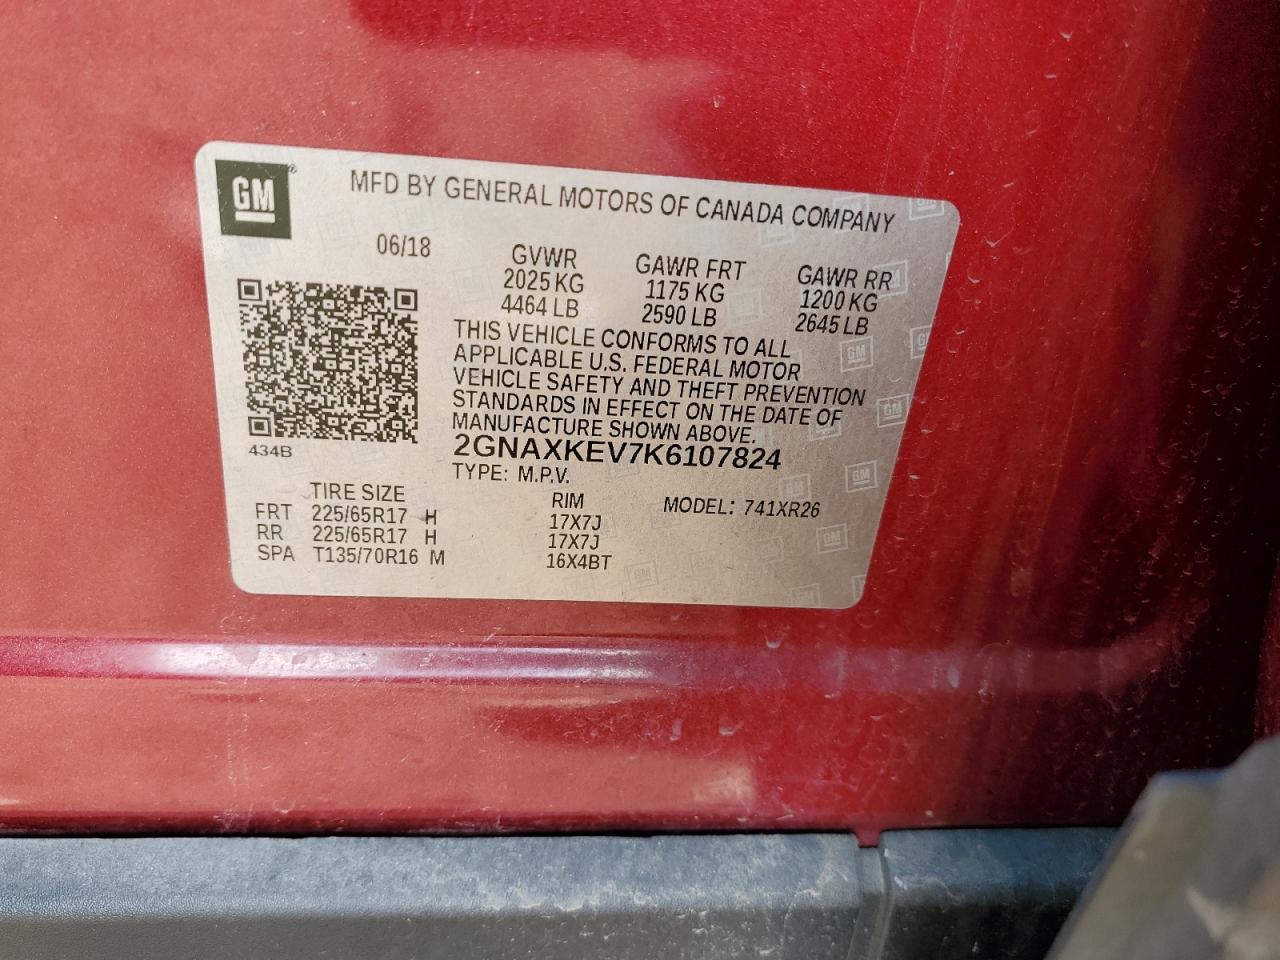 GM
MFD BY GENERAL MOTORS OF CANADA COMPANY
06/18
GVWR GAWR FRT GAWR RR
2025 KG 1175 KG 1200 KG
4464 LB 2590 LB 2645 LB
THIS VEHICLE CONFORMS TO ALL
APPLICABLE U.S. FEDERAL MOTOR
VEHICLE SAFETY AND THEFT PREVENTION
STANDARDS IN EFFECT ON THE DATE OF
MANUFACTURE SHOWN ABOVE.
434B
2GNAXKEV7K6107824
TYPE: M.P.V.
TIRE SIZE RIM MODEL: 741XR26
FRT 225/65R17 H 17X7J
RR 225/65R17 H 17X7J
SPA T135/70R16 M 16X4BT